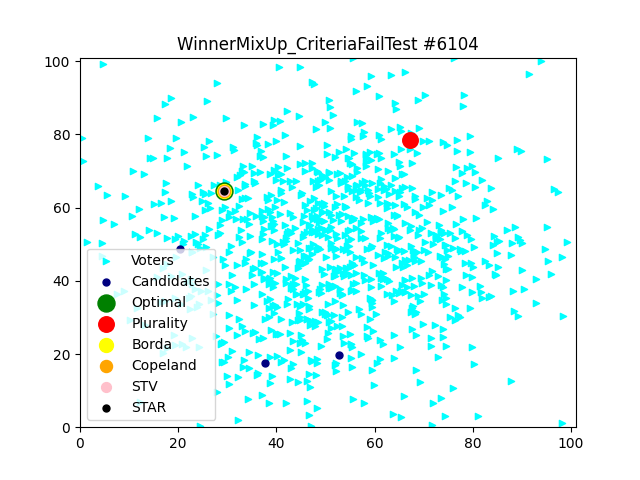 WinnerMixUp_CriteriaFailTest #6104
100
80
60
40
20
0
0 20 40 60 80 100
Voters
Candidates
Optimal
Plurality
Borda
Copeland
STV
STAR